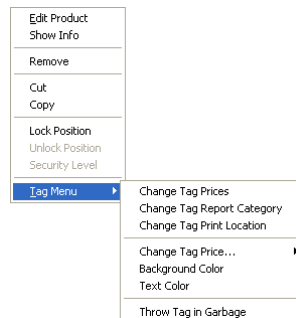 Edit Product
Show Info
Remove
Cut
Copy
Lock Position
Unlock Position
Security Level
Tag Menu
Change Tag Prices
Change Tag Report Category
Change Tag Print Location
Change Tag Price...
Background Color
Text Color
Throw Tag in Garbage